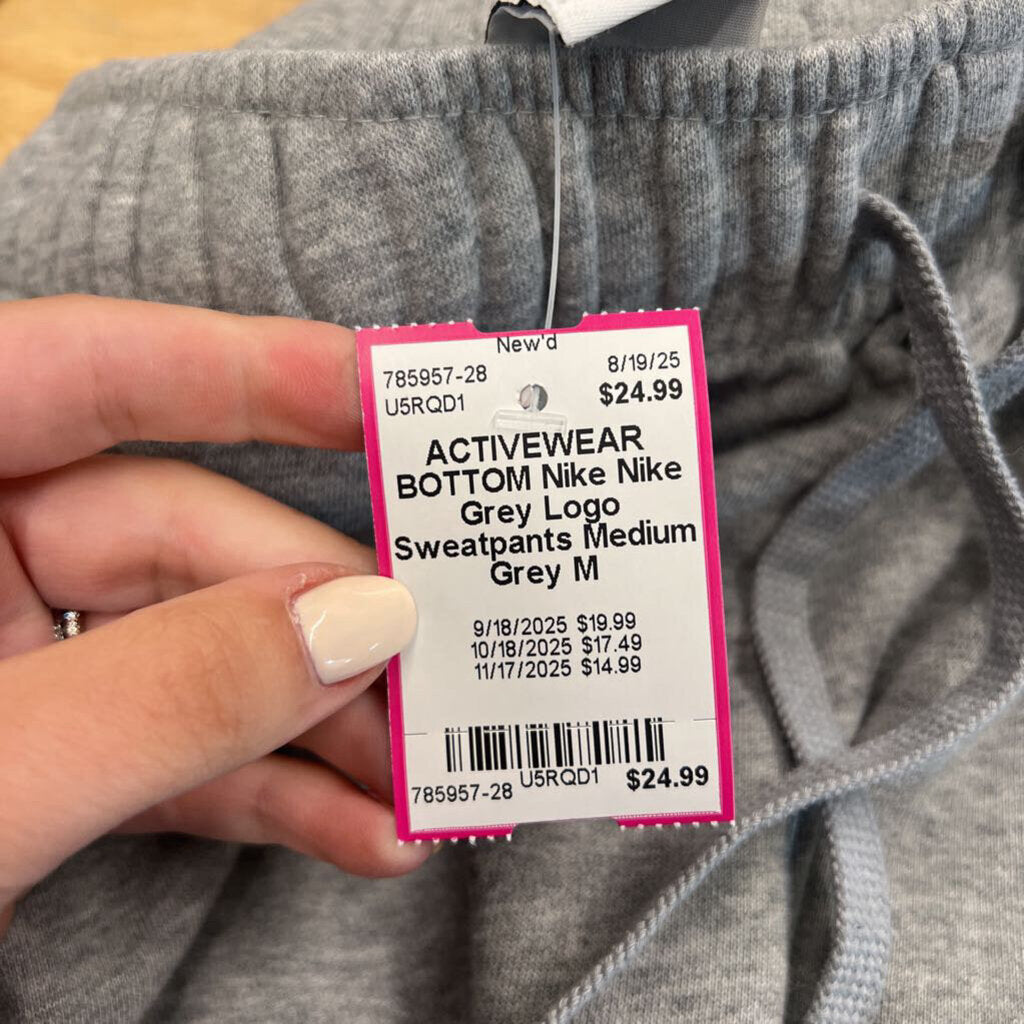 New'd
785957-28 8/19/25
U5RQD1 $24.99
ACTIVEWEAR
BOTTOM Nike Nike
Grey Logo
Sweatpants Medium
Grey M
9/18/2025 $19.99
10/18/2025 $17.49
11/17/2025 $14.99
785957-28 U5RQD1 $24.99